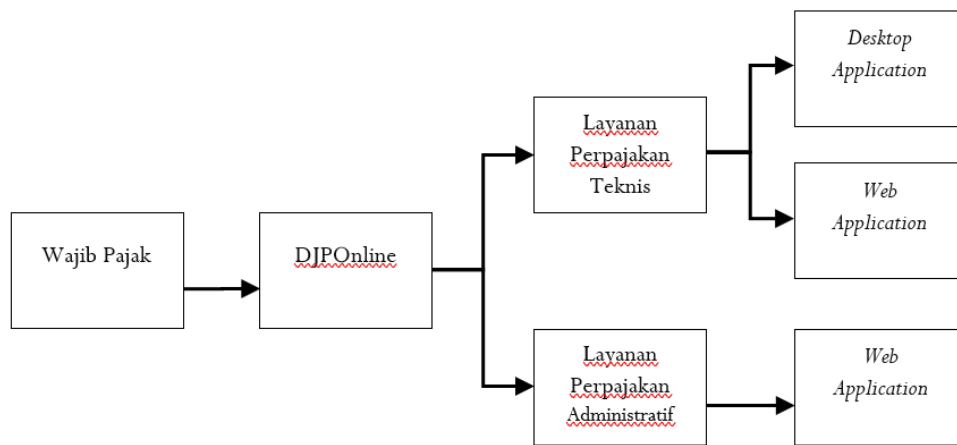 Desktop
Application
Layanan
Perpajakan
Teknis
Web
Application
Wajib Pajak
DJPOnline
Layanan
Perpajakan
Administratif
Web
Application